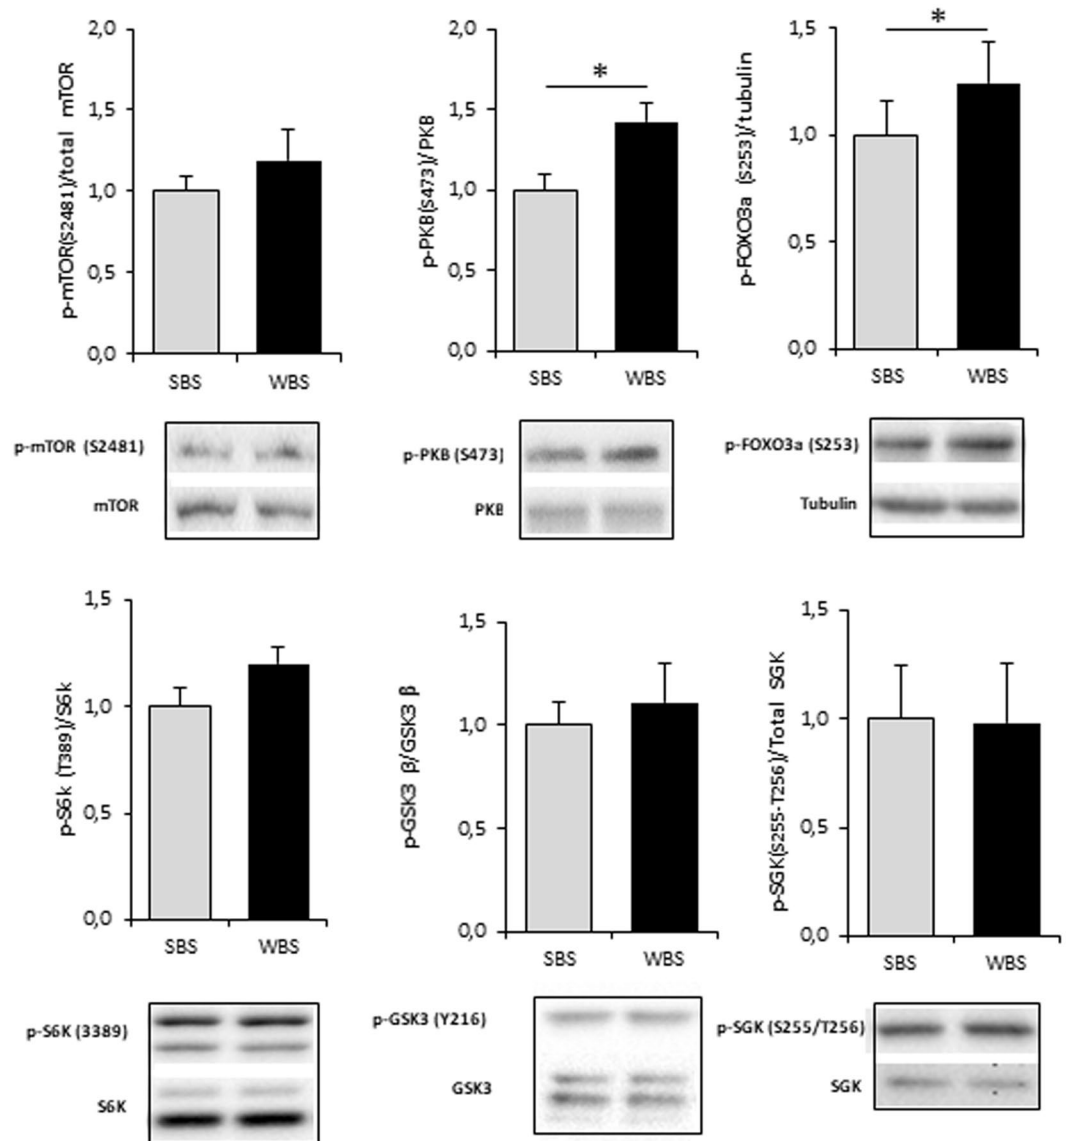 p-mTOR(S2481)/total mTOR
2,0
1,5
1,0
0,5
0,0
SBS WBS
p-PKB(S473)/PKB
2,0
1,5
1,0
0,5
0,0
*
SBS WBS
p-FOXO3a (S253)/tubulin
1,5
1,0
0,5
0,0
*
SBS WBS
p-mTOR (S2481)
mTOR
p-PKB (S473)
PKB
p-FOXO3a (S253)
Tubulin
p-S6k (T389)/S6k
1,5
1,0
0,5
0,0
SBS WBS
p-GSK3 β/GSK3 β
1,5
1,0
0,5
0,0
SBS WBS
p-SGK(S255-T256)/Total SGK
1,5
1,0
0,5
0,0
SBS WBS
p-S6K (3389)
S6K
p-GSK3 (Y216)
GSK3
p-SGK (S255/T256)
SGK